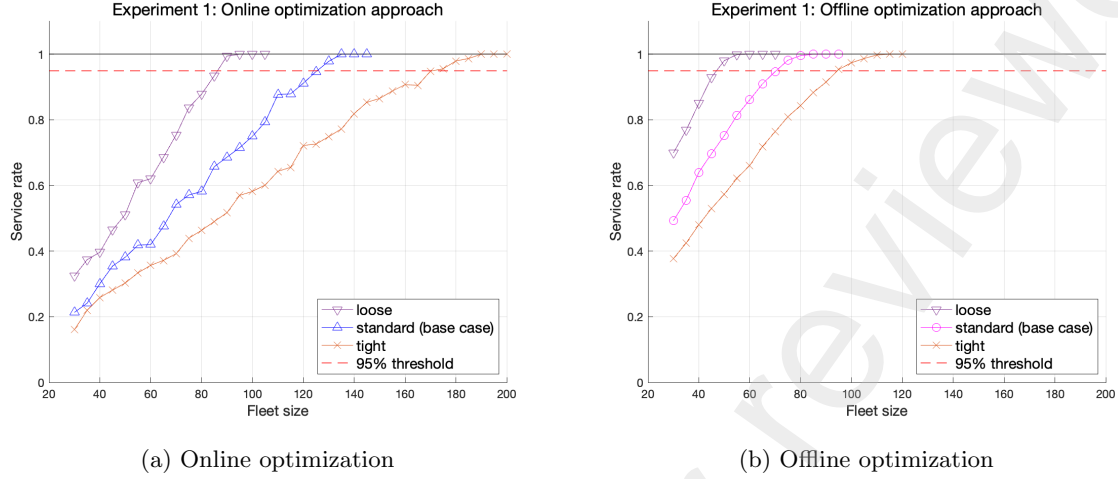 Experiment 1: Online optimization approach
1
0.8
0.6
0.4
0.2
0
Service rate
20
40
60
80
100
120
140
160
180
200
Fleet size
loose
standard (base case)
tight
95% threshold
(a) Online optimization
Experiment 1: Offline optimization approach
1
0.8
0.6
0.4
0.2
0
Service rate
20
40
60
80
100
120
140
160
180
200
Fleet size
loose
standard (base case)
tight
95% threshold
(b) Offline optimization
review